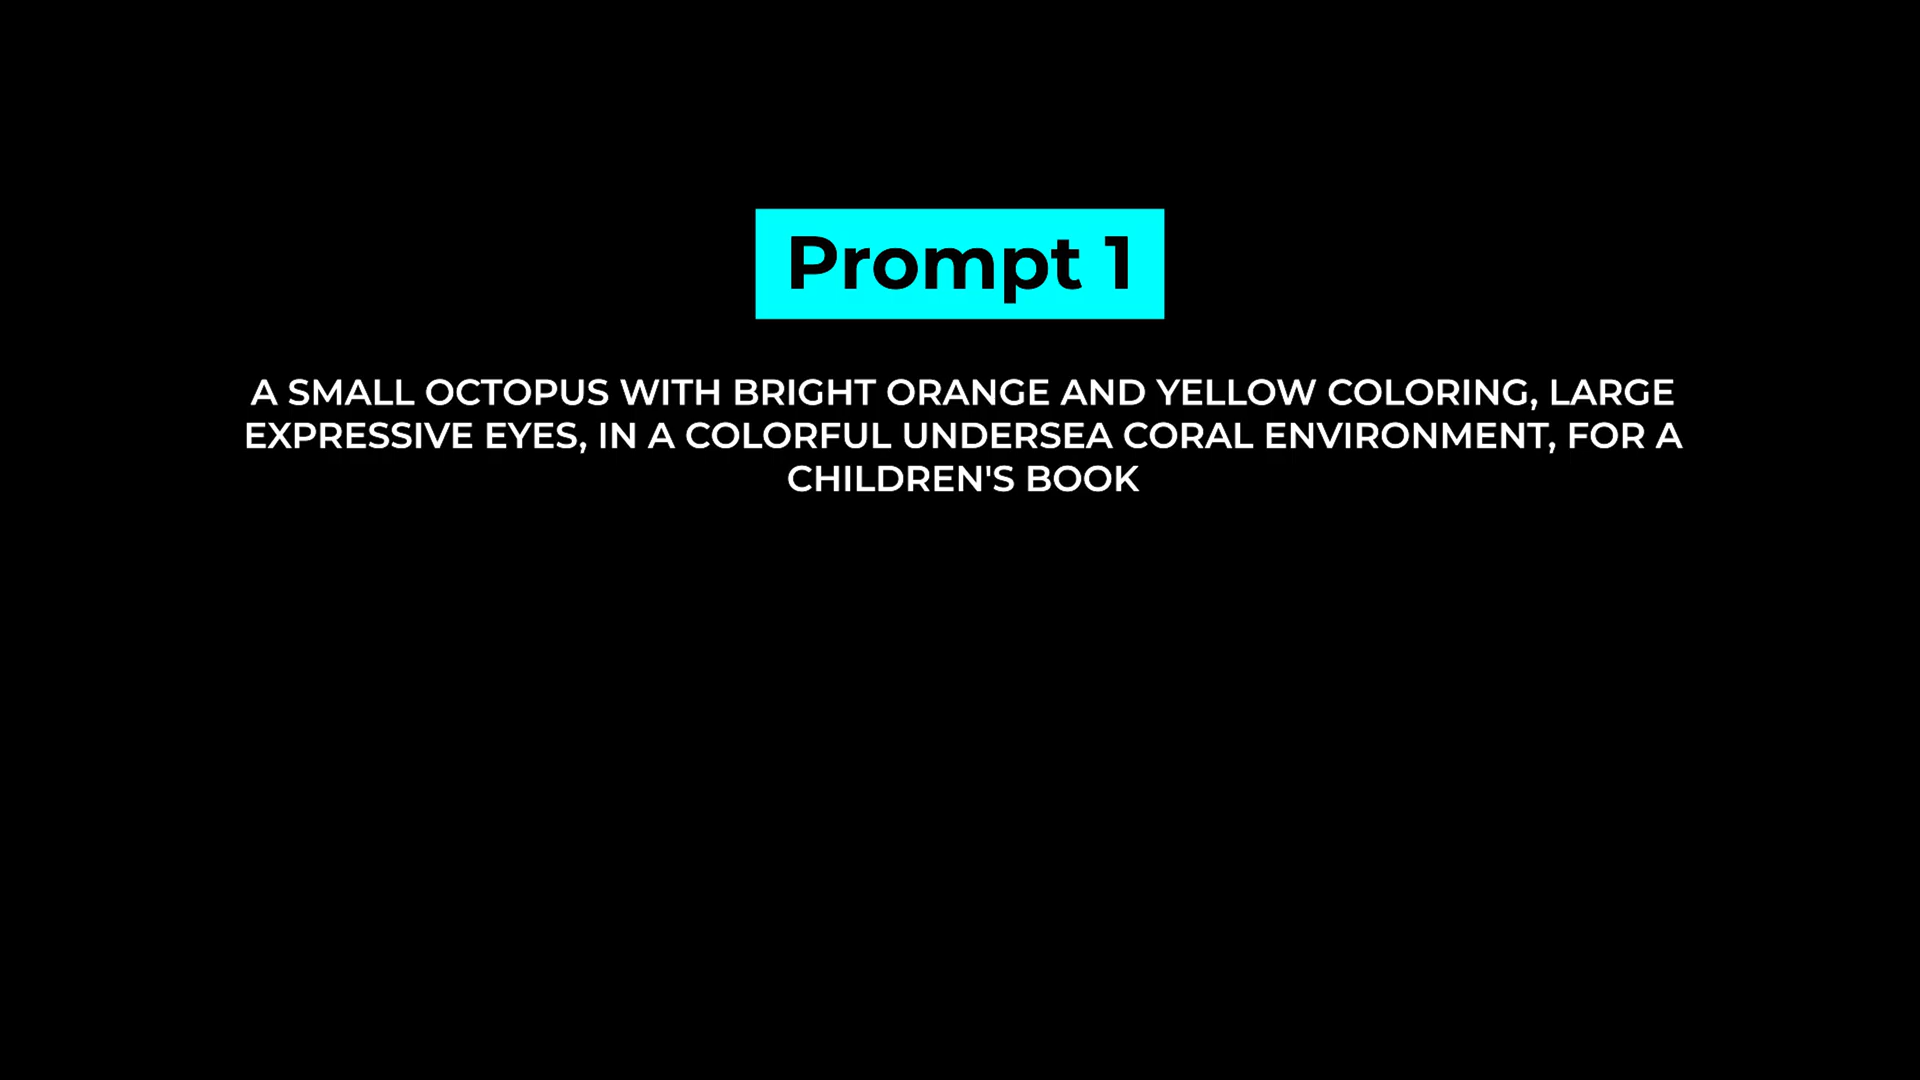 Prompt 1
A SMALL OCTOPUS WITH BRIGHT ORANGE AND YELLOW COLORING, LARGE
EXPRESSIVE EYES, IN A COLORFUL UNDERSEA CORAL ENVIRONMENT, FOR A
CHILDREN'S BOOK